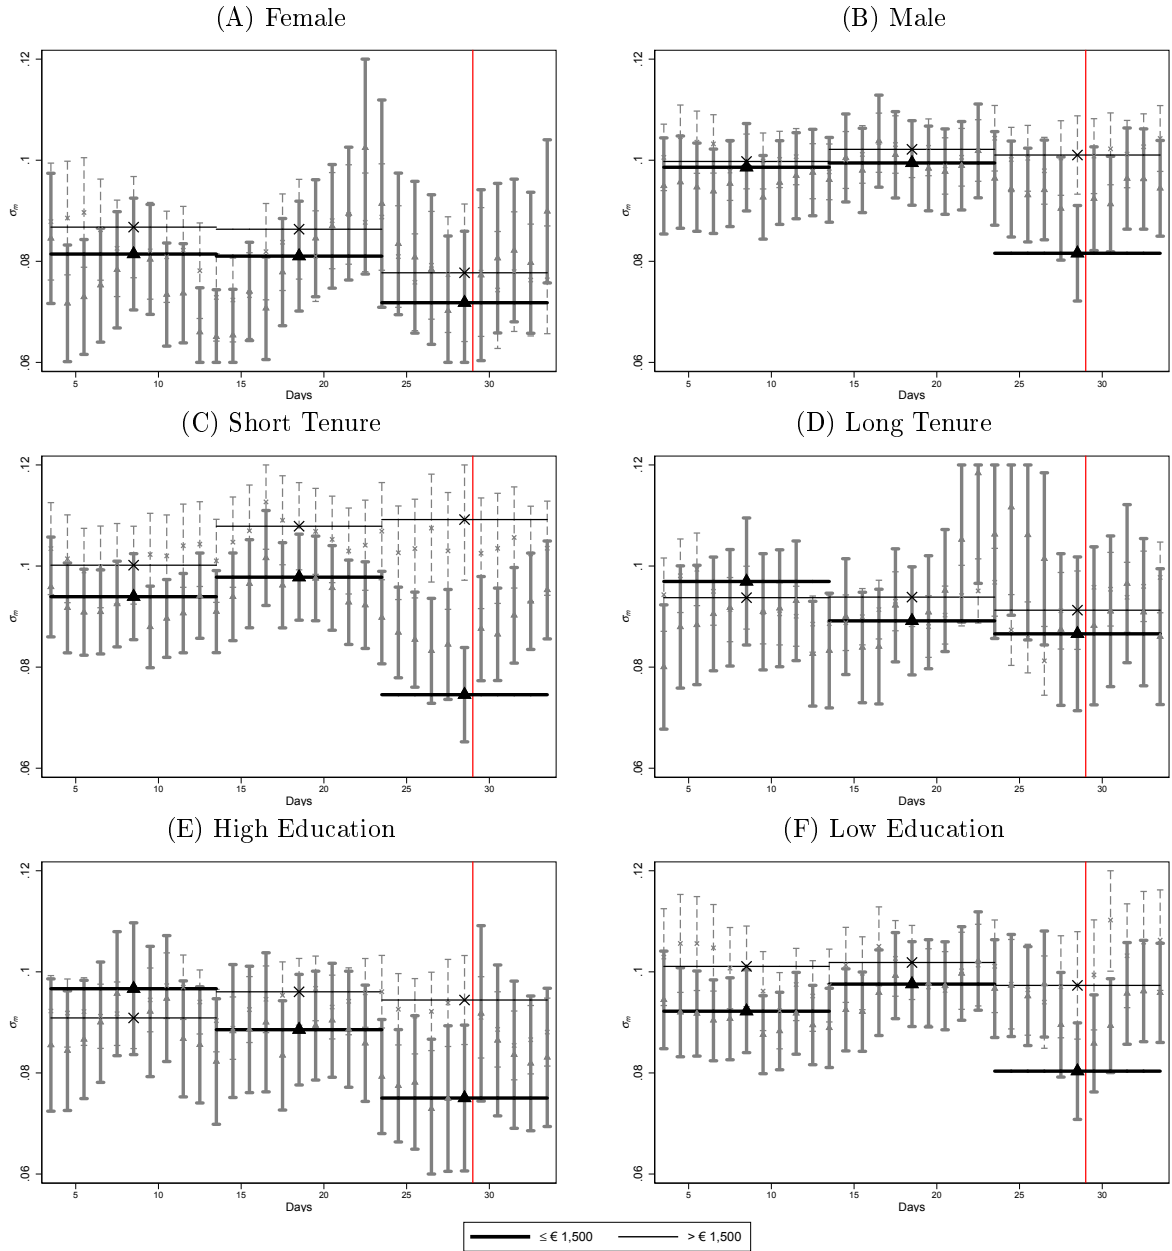 (A) Female
(B) Male
.12
.1
.08
.06
σm
5 10 15 20 25 30
Days
.12
.1
.08
.06
σm
5 10 15 20 25 30
Days
(C) Short Tenure
(D) Long Tenure
.12
.1
.08
.06
σm
5 10 15 20 25 30
Days
.12
.1
.08
.06
σm
5 10 15 20 25 30
Days
(E) High Education
(F) Low Education
.12
.1
.08
.06
σm
5 10 15 20 25 30
Days
.12
.1
.08
.06
σm
5 10 15 20 25 30
Days
≤ € 1,500 > € 1,500